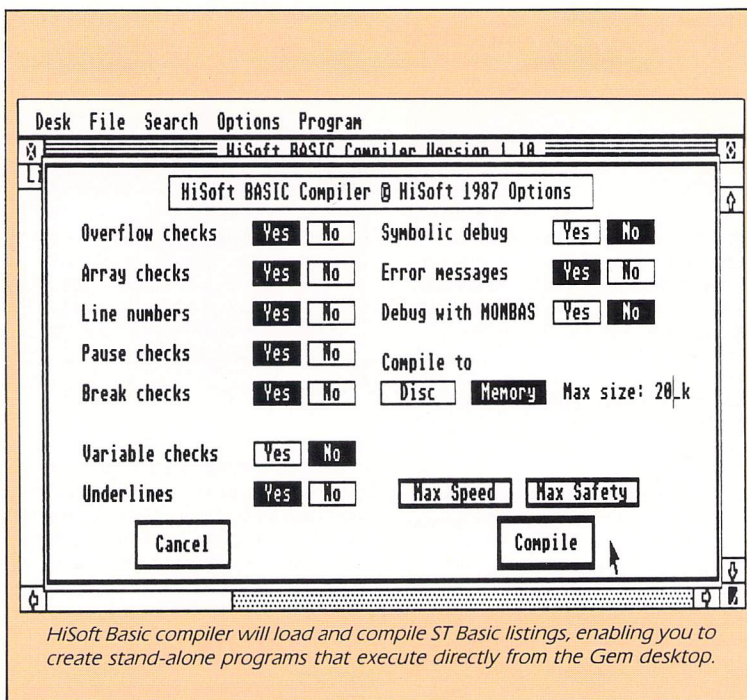 Desk File Search Options Program
HiSoft BASIC Compiler Version 1.10
HiSoft BASIC Compiler © HiSoft 1987 Options
Overflow checks Yes No Symbolic debug Yes No
Array checks Yes No Error messages Yes No
Line numbers Yes No Debug with MONBAS Yes No
Pause checks Yes No Compile to
Break checks Yes No Disc Memory Max size: 20_k
Variable checks Yes No
Underlines Yes No Max Speed Max Safety
Cancel Compile
HiSoft Basic compiler will load and compile ST Basic listings, enabling you to
create stand-alone programs that execute directly from the Gem desktop.